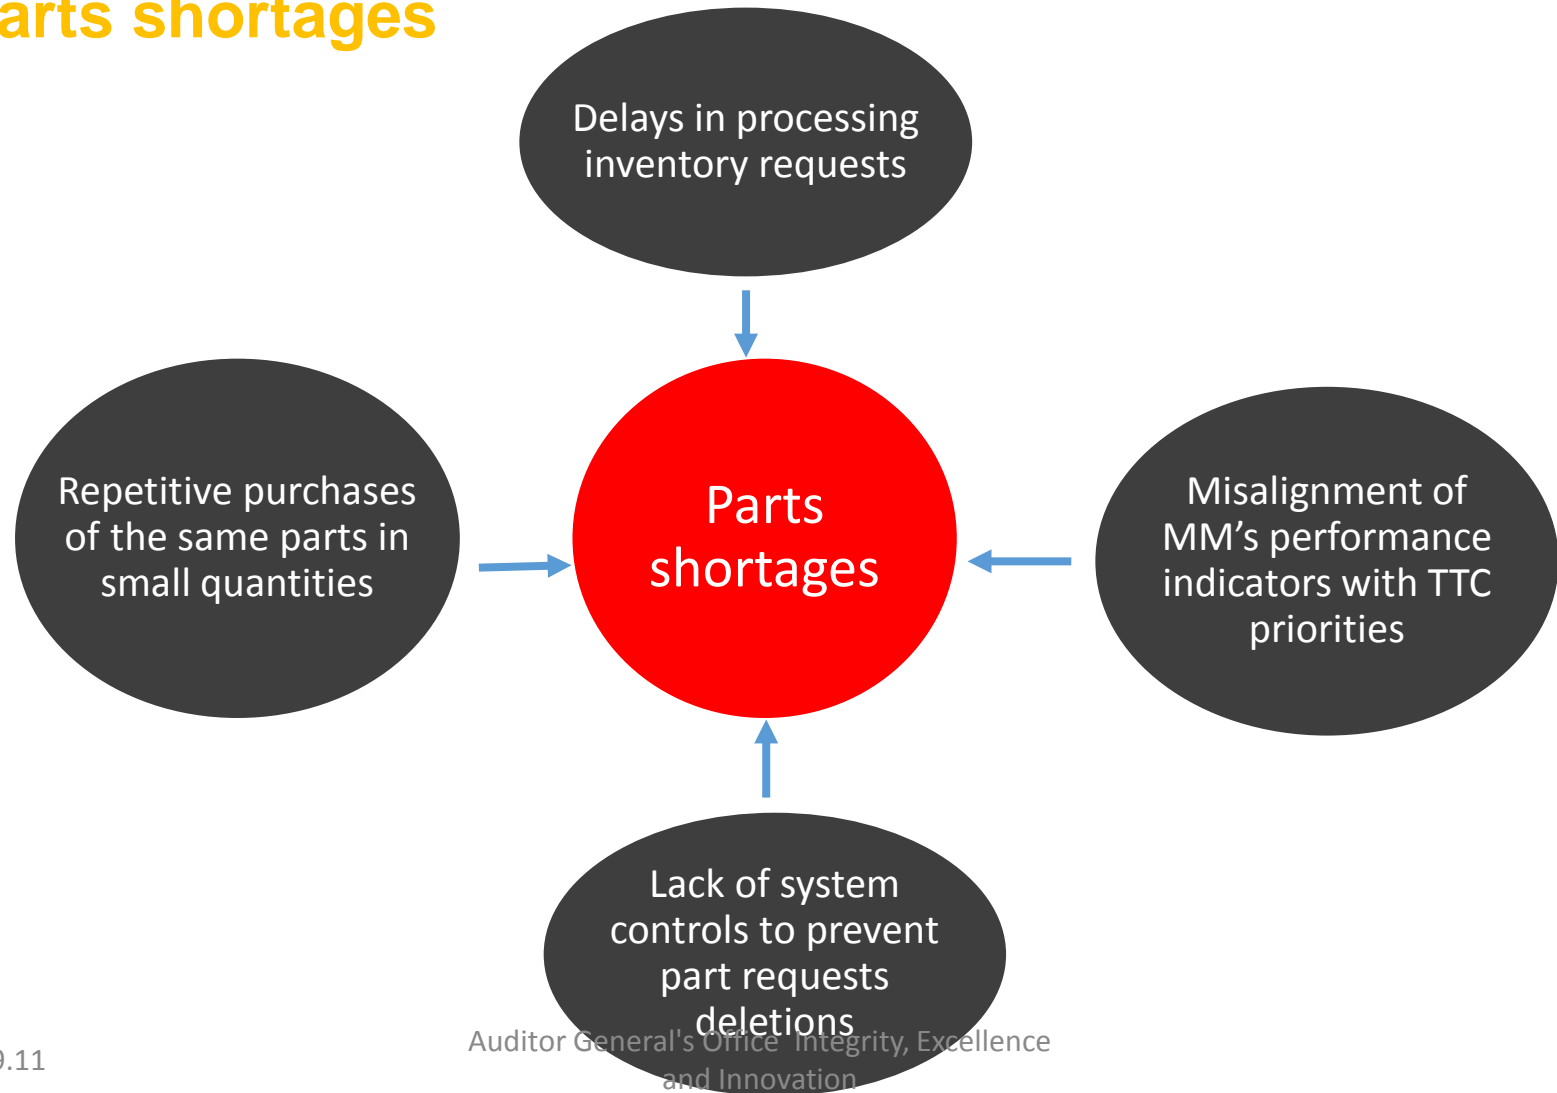 arts shortages
Delays in processing
inventory requests
Repetitive purchases
of the same parts in
small quantities
Parts
shortages
Misalignment of
MM’s performance
indicators with TTC
priorities
Lack of system
controls to prevent
part requests
deletions
Auditor General's Office Integrity, Excellence
and Innovation
9.11